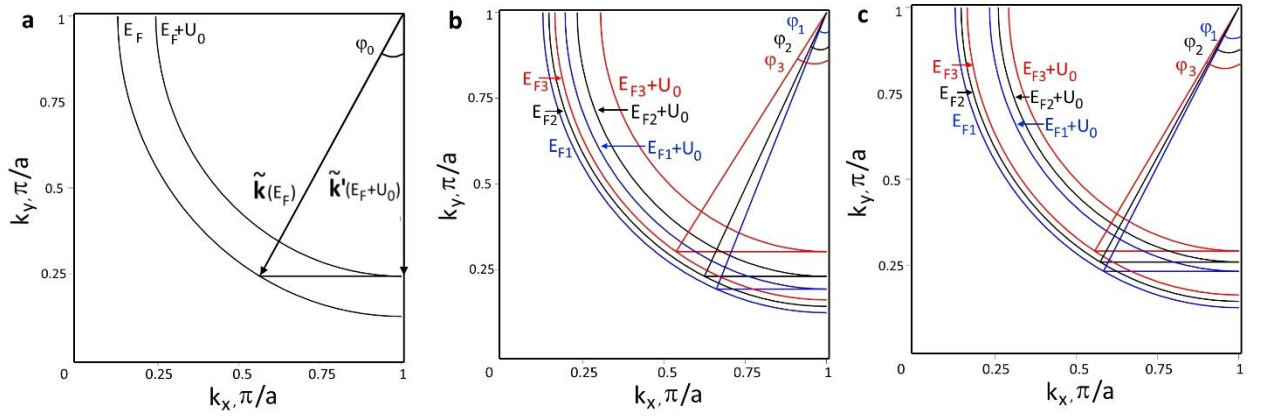 a
1
0.75
0.5
0.25
0
0.25
0.75
1
E_F
E_F+U_0
φ_0
k̃(E_F)
k̃'(E_F+U_0)
k_y, π/a
k_x, π/a
b
1
0.75
0.5
0.25
0
0.25
0.5
0.75
1
φ_1
φ_2
φ_3
E_F3
E_F2
E_F1
E_F3+U_0
E_F2+U_0
E_F1+U_0
k_y, π/a
k_x, π/a
c
1
0.75
0.5
0.25
0
0.25
0.5
0.75
1
φ_1
φ_2
φ_3
E_F3
E_F2
E_F1
E_F3+U_0
E_F2+U_0
E_F1+U_0
k_y, π/a
k_x, π/a